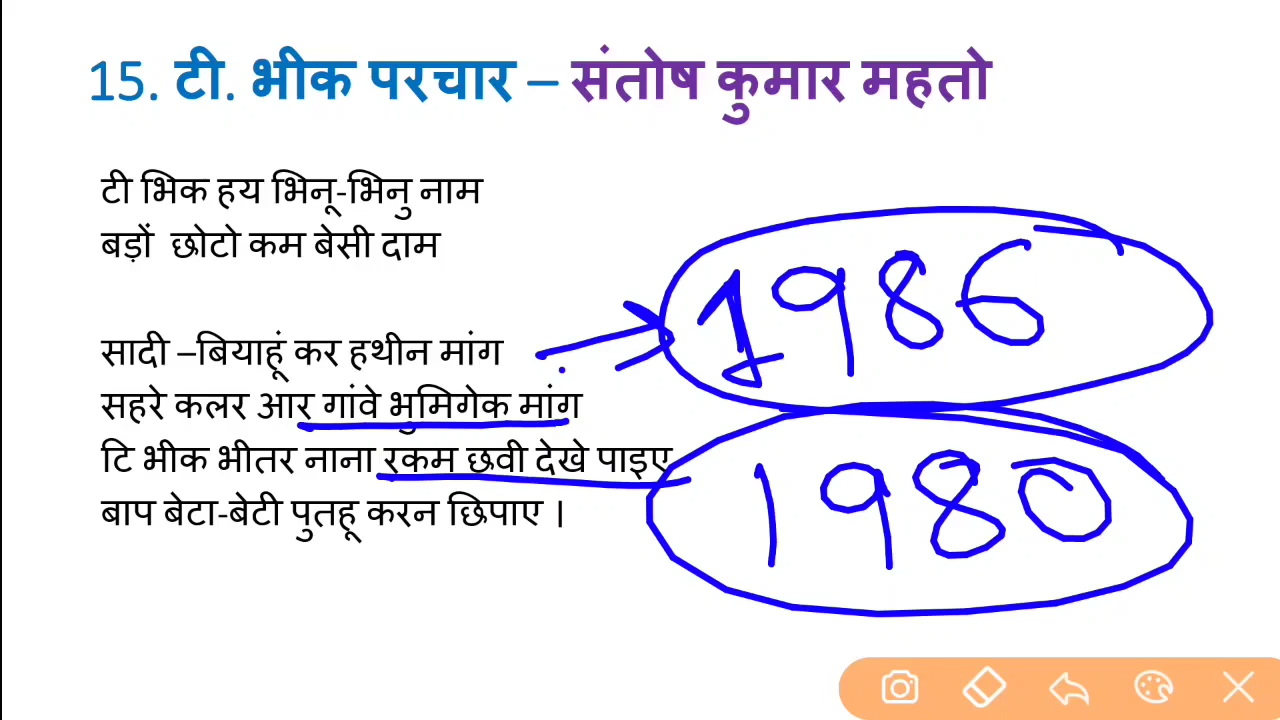 15. टी. भीक परचार – संतोष कुमार महतो
टी भिक हय भिनू-भिनु नाम
बड़ों छोटो कम बेसी दाम
सादी –बियाहूं कर हथीन मांग
सहरे कलर आर गांवे भुमिगेक मांग
टि भीक भीतर नाना रकम छवी देखे पाइए
बाप बेटा-बेटी पुतहू करन छिपाए ।
1986
1980